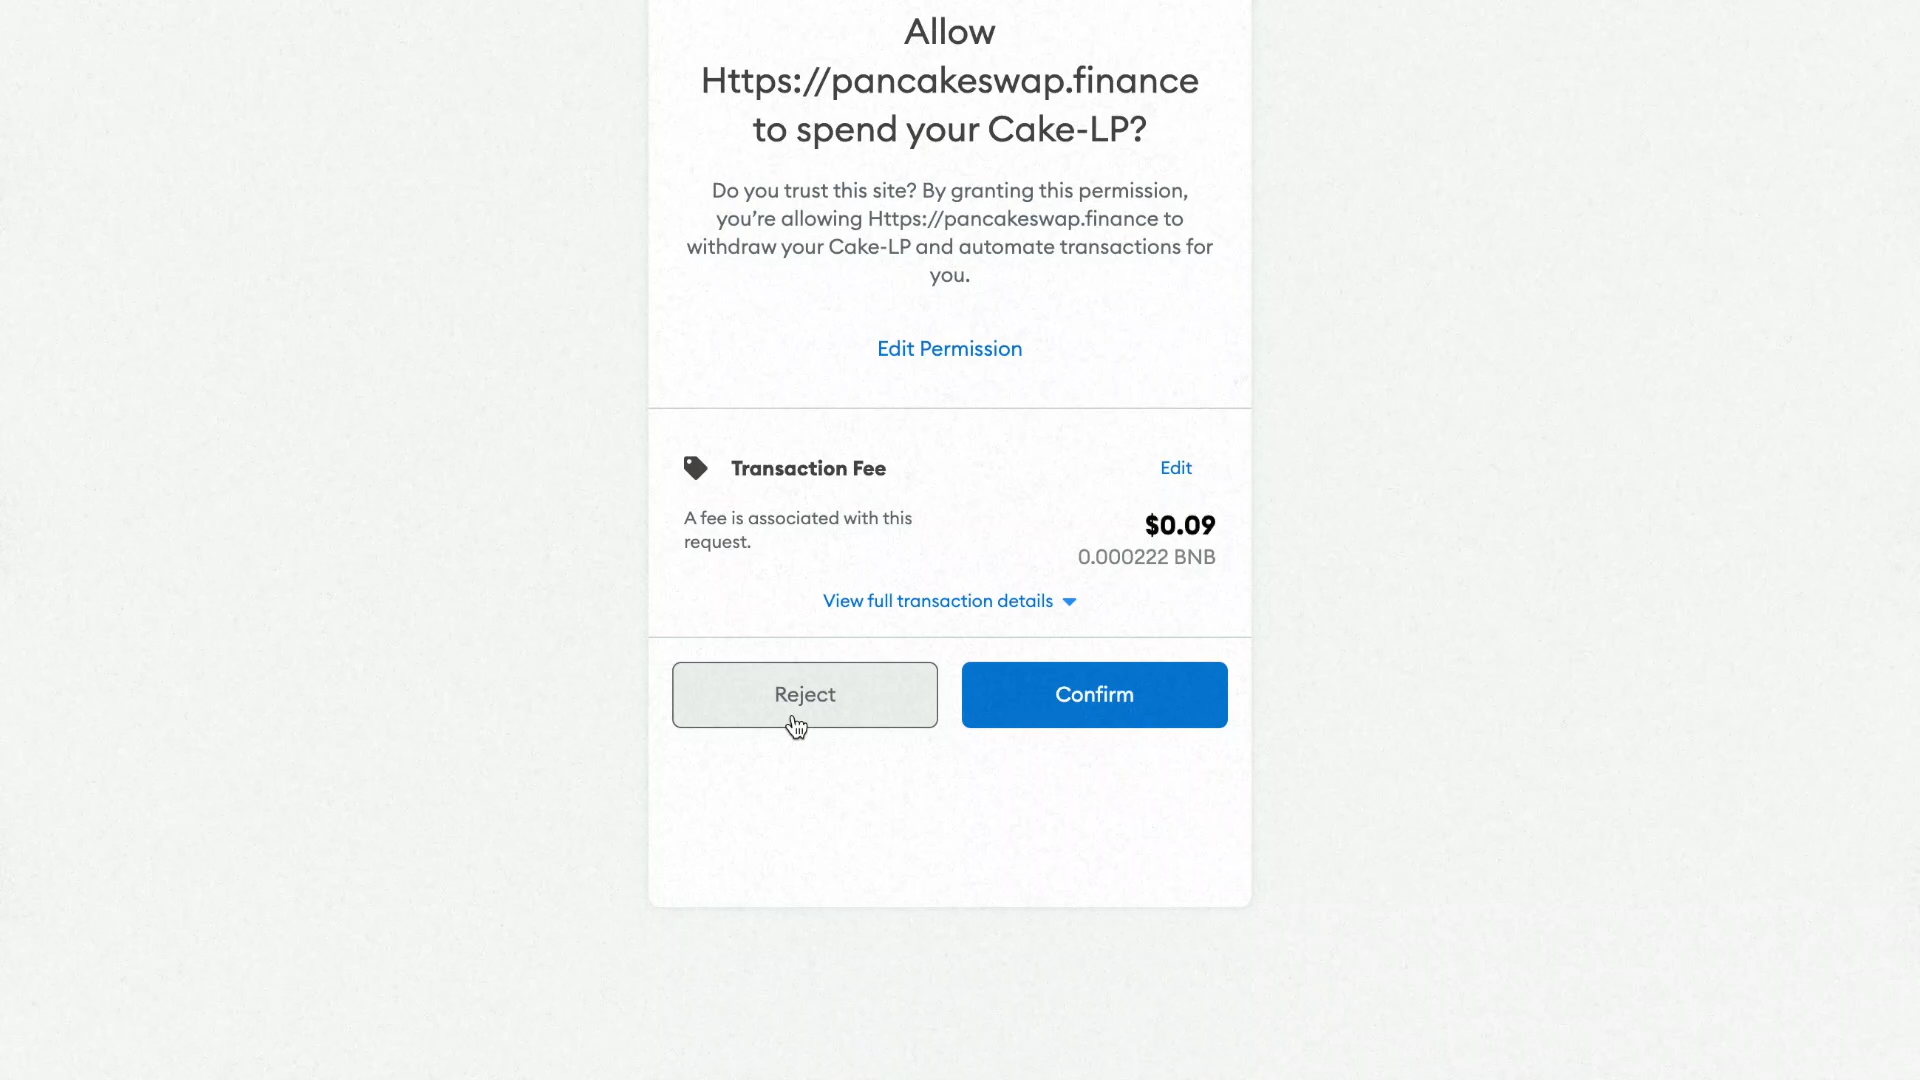 Allow
Https://pancakeswap.finance
to spend your Cake-LP?
Do you trust this site? By granting this permission,
you’re allowing Https://pancakeswap.finance to
withdraw your Cake-LP and automate transactions for
you.
Edit Permission
Transaction Fee
Edit
A fee is associated with this
request.
$0.09
0.000222 BNB
View full transaction details
Reject
Confirm